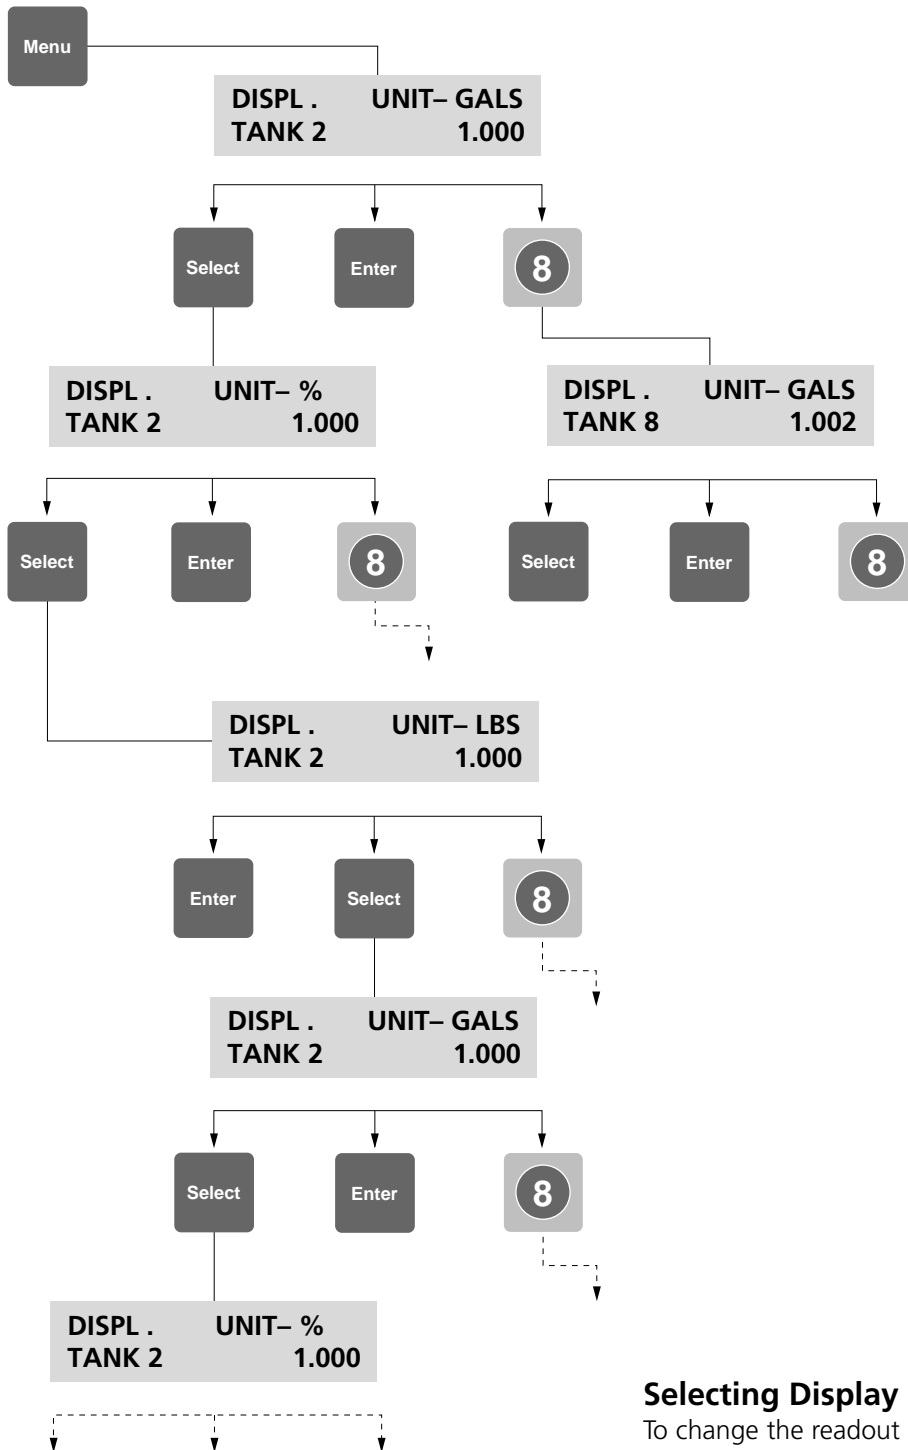 Menu
DISPL . UNIT– GALS
TANK 2 1.000
Select Enter 8
DISPL . UNIT– %
TANK 2 1.000
DISPL . UNIT– GALS
TANK 8 1.002
Select Enter 8
Select Enter 8
DISPL . UNIT– LBS
TANK 2 1.000
Enter Select 8
DISPL . UNIT– GALS
TANK 2 1.000
Select Enter 8
DISPL . UNIT– %
TANK 2 1.000
Selecting Display
To change the readout